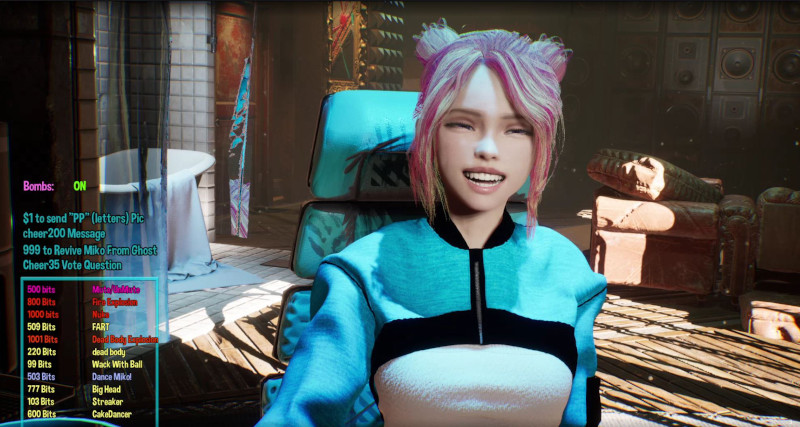 Bombs: ON
$1 to send "PP" (letters) Pic
cheer200 Message
999 to Revive Miko From Ghost
Cheer35 Vote Question
500 bits Mute/UnMute
800 Bits Fire Explosion
1000 bits Nuke
509 Bits FART
1001 Bits Dead Body Explosion
220 Bits dead body
99 Bits Wack With Ball
503 Bits Dance Miko!
777 Bits Big Head
103 Bits Streaker
600 Bits CakeDancer